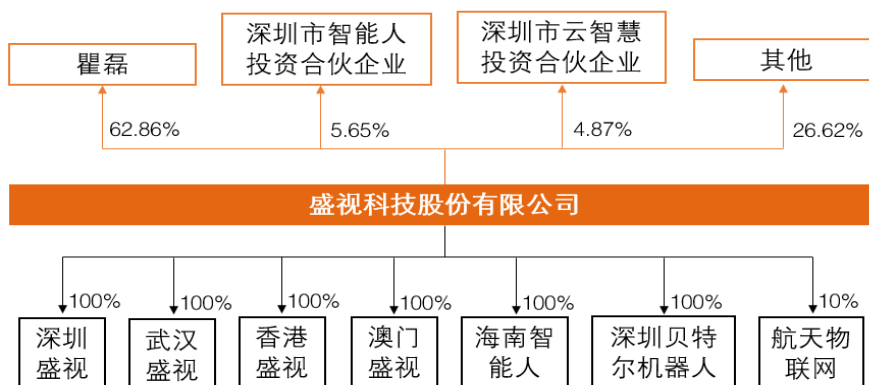 瞿磊
深圳市智能人
投资合伙企业
深圳市云智慧
投资合伙企业
其他
62.86%
5.65%
4.87%
26.62%
盛视科技股份有限公司
100%
100%
100%
100%
100%
100%
10%
深圳
盛视
武汉
盛视
香港
盛视
澳门
盛视
海南智
能人
深圳贝特
尔机器人
航天物
联网